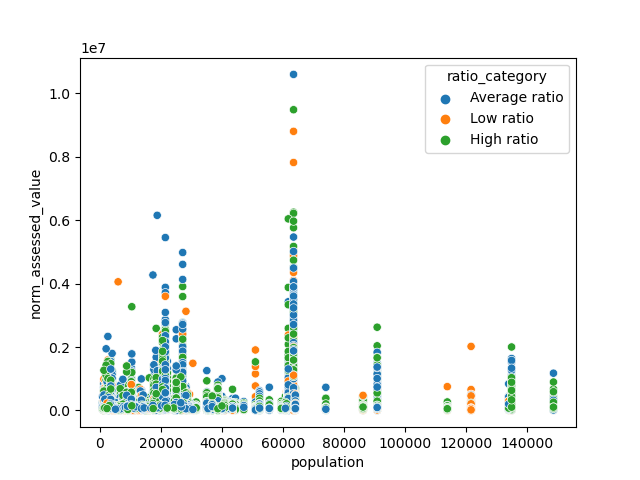 1e7
ratio_category
Average ratio
Low ratio
High ratio
1.0
0.8
0.6
0.4
0.2
0.0
norm_assessed_value
0 20000 40000 60000 80000 100000 120000 140000
population